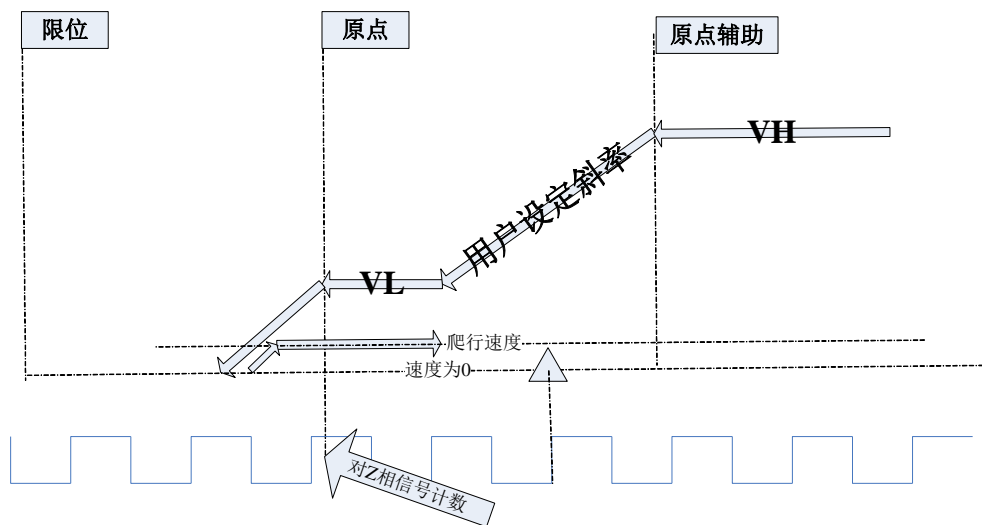 限位
原点
原点辅助
VH
用户设定斜率
VL
爬行速度
速度为0
对Z相信号计数